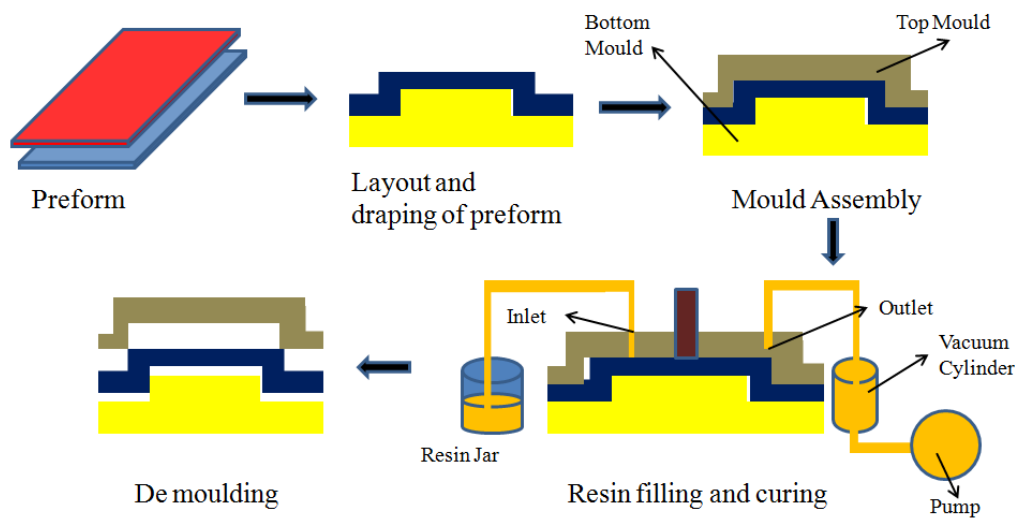 Bottom
Mould
Top Mould
Preform
Layout and
draping of preform
Mould Assembly
Inlet
Outlet
Vacuum
Cylinder
Resin Jar
De moulding
Resin filling and curing
Pump